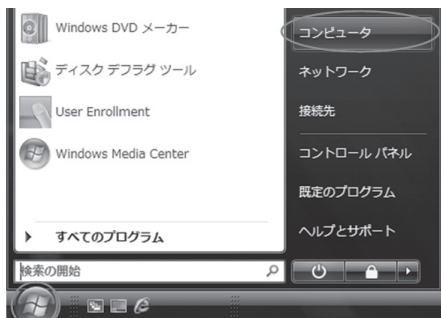 Windows DVD メーカー
ディスク デフラグ ツール
User Enrollment
Windows Media Center
すべてのプログラム
検索の開始
コンピュータ
ネットワーク
接続先
コントロール パネル
既定のプログラム
ヘルプとサポート